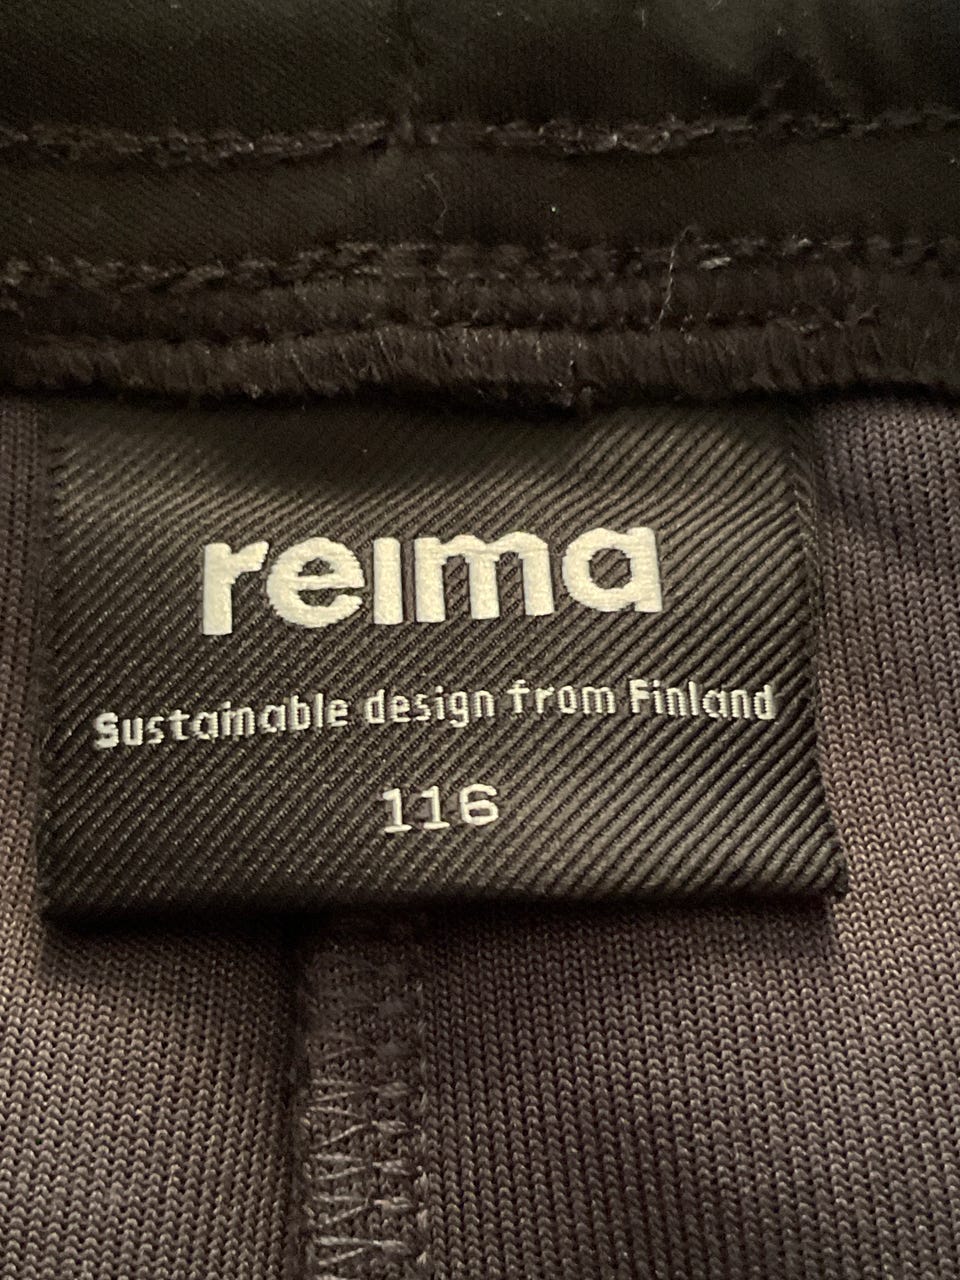 reima
Sustainable design from Finland
116